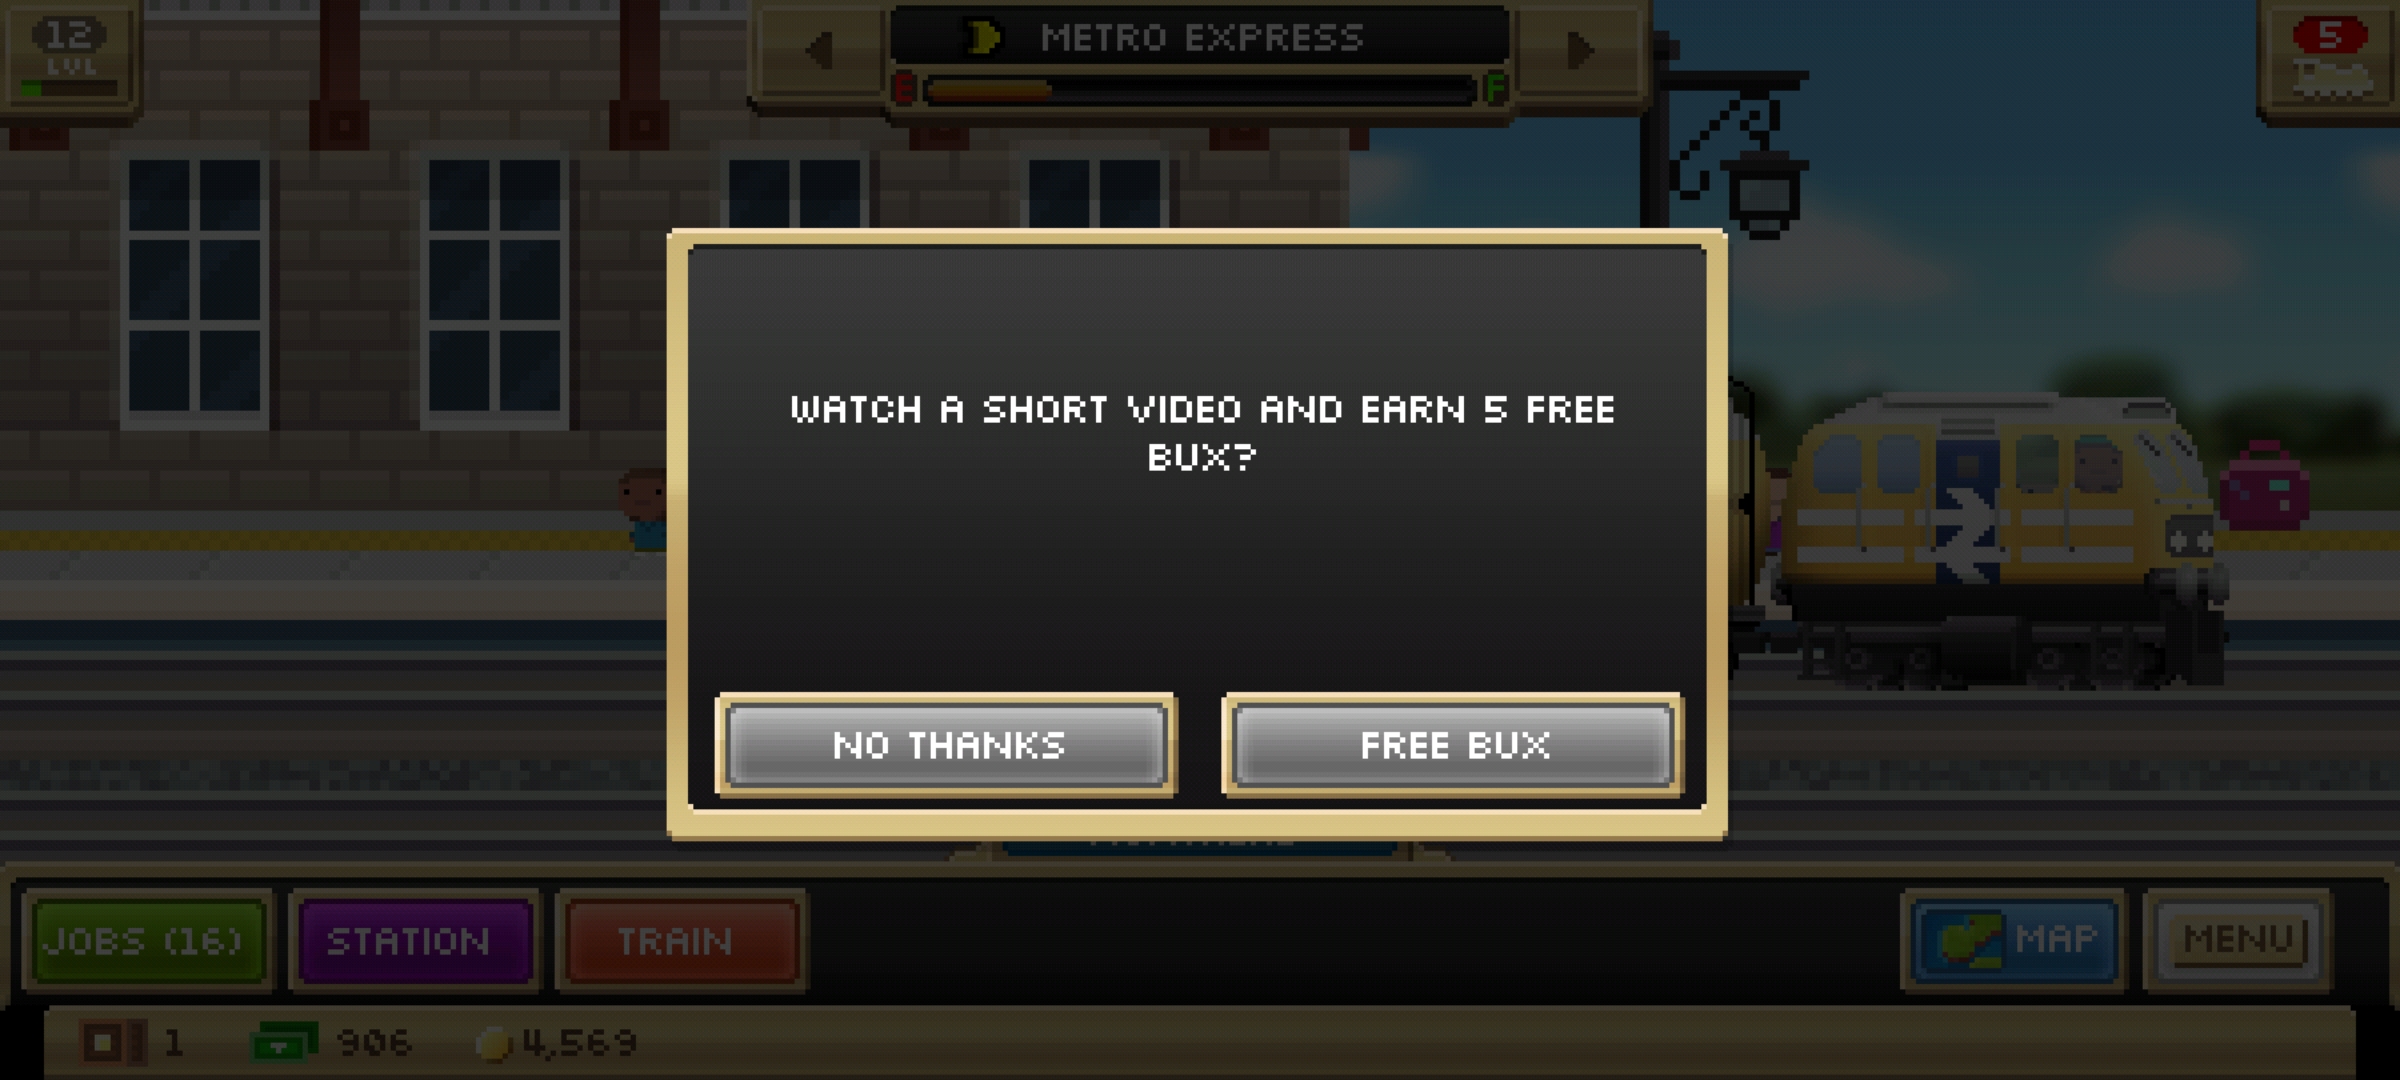 12
LVL
METRO EXPRESS
E F
5
WATCH A SHORT VIDEO AND EARN 5 FREE
BUX?
NO THANKS FREE BUX
JOBS (16) STATION TRAIN MAP MENU
1 906 4,569